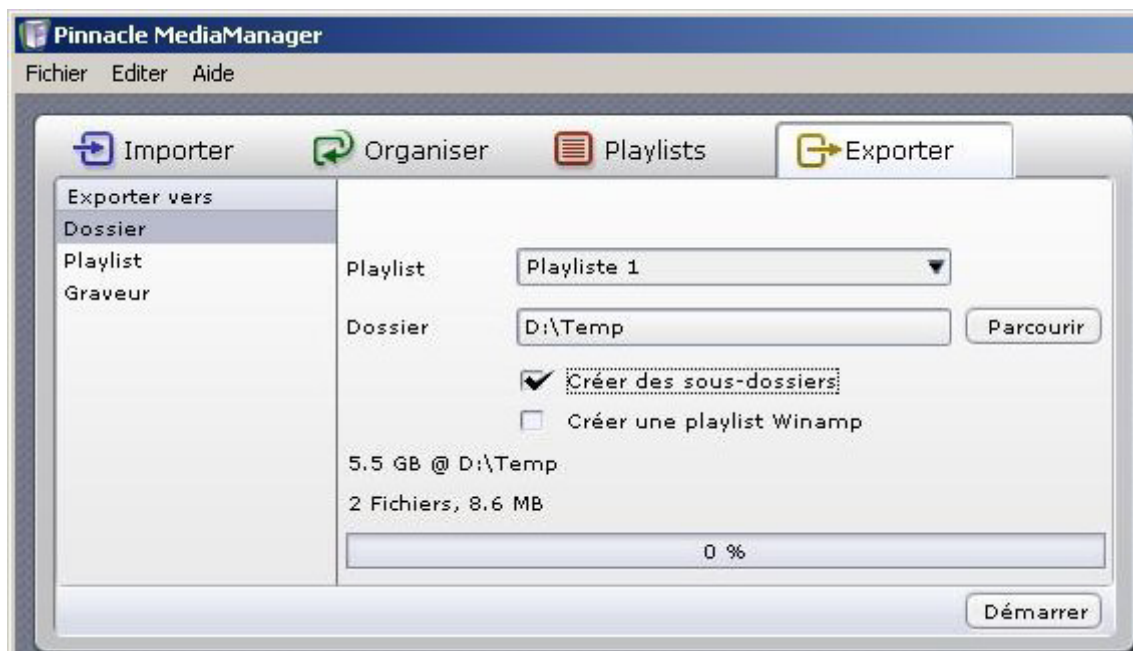 Pinnacle MediaManager
Fichier Editer Aide
Importer Organiser Playlists Exporter
Exporter vers
Dossier
Playlist
Graveur
Playlist Playliste 1
Dossier D:\Temp Parcourir
Créer des sous-dossiers
Créer une playlist Winamp
5.5 GB @ D:\Temp
2 Fichiers, 8.6 MB
0 %
Démarrer